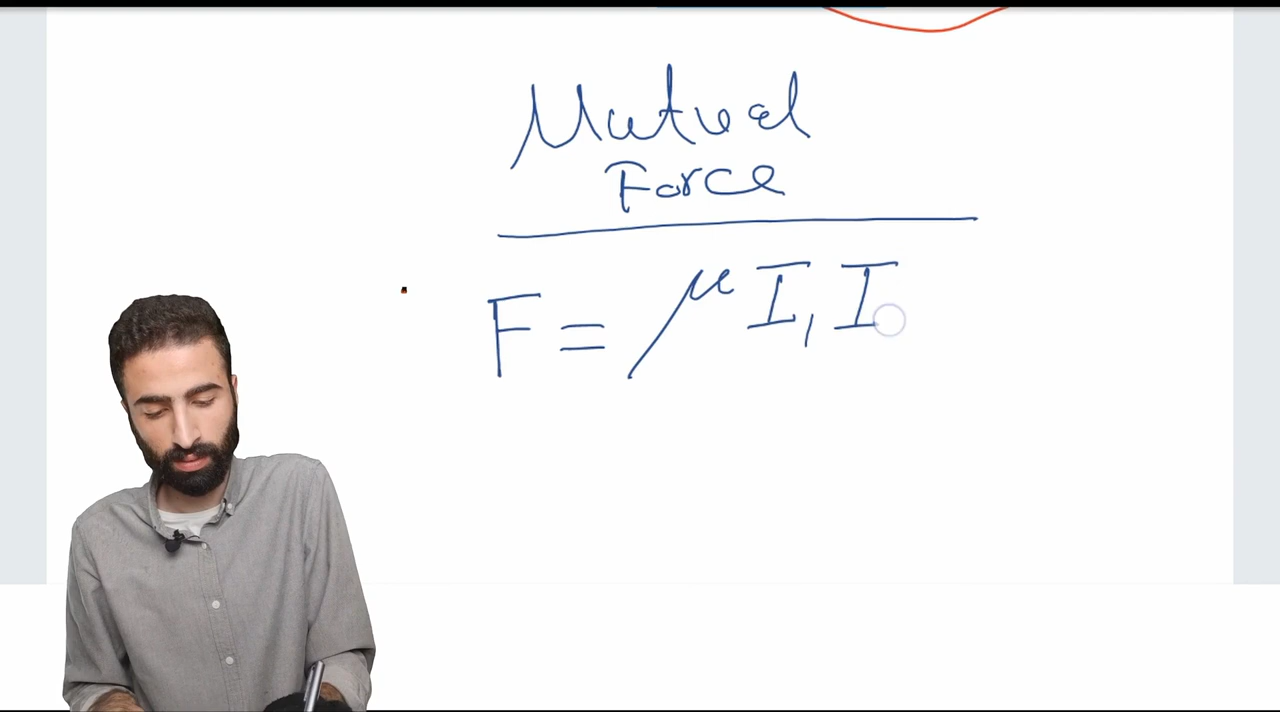 Mutual
Force
F = μ I₁ I